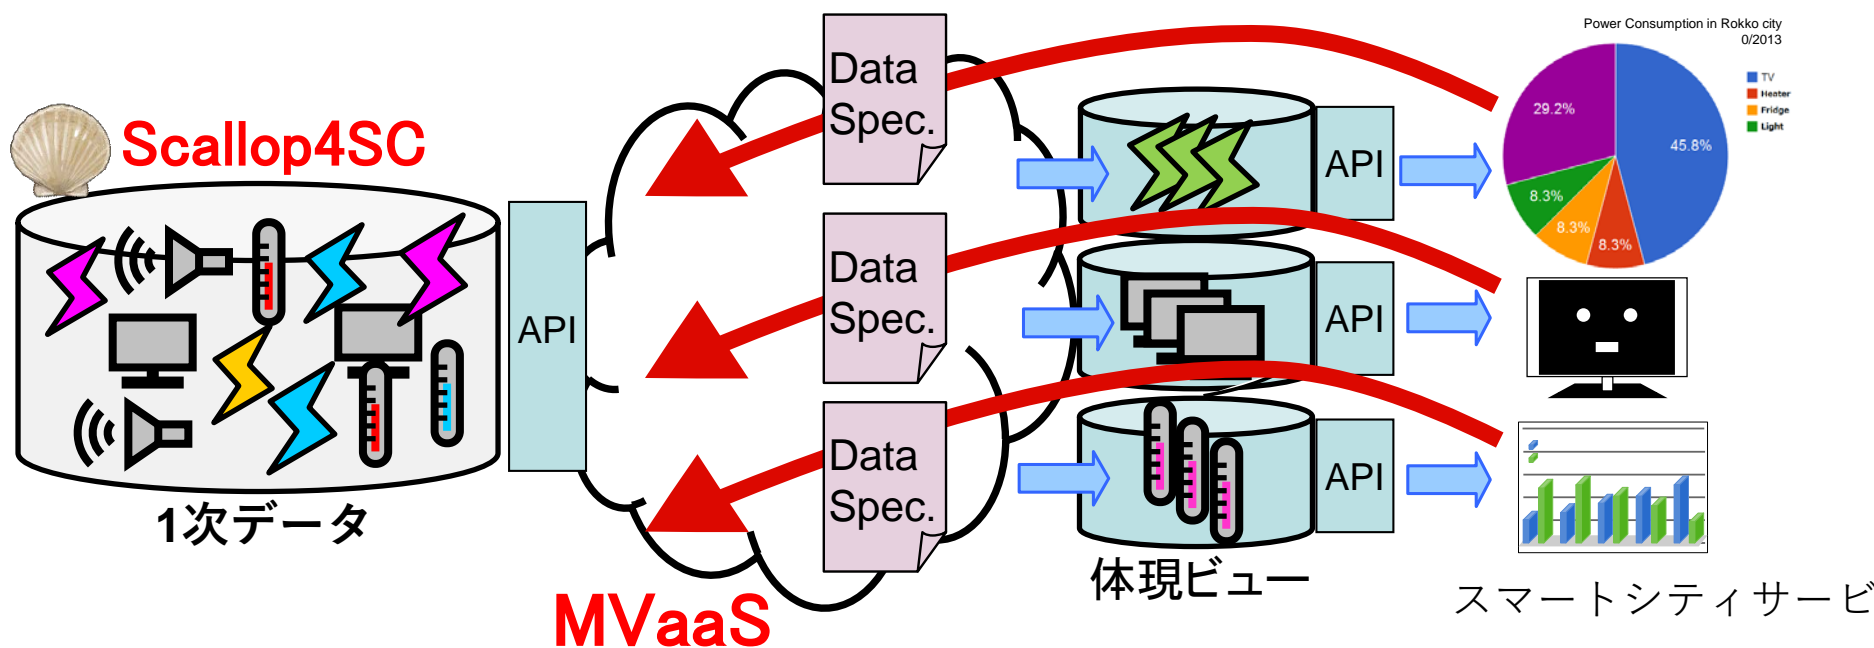 Power Consumption in Rokko city
0/2013
TV
Heater
Fridge
Light
29.2%
45.8%
8.3%
8.3%
8.3%
Scallop4SC
API
1次データ
MVaaS
Data
Spec.
Data
Spec.
Data
Spec.
API
API
API
体現ビュー
スマートシティサービ